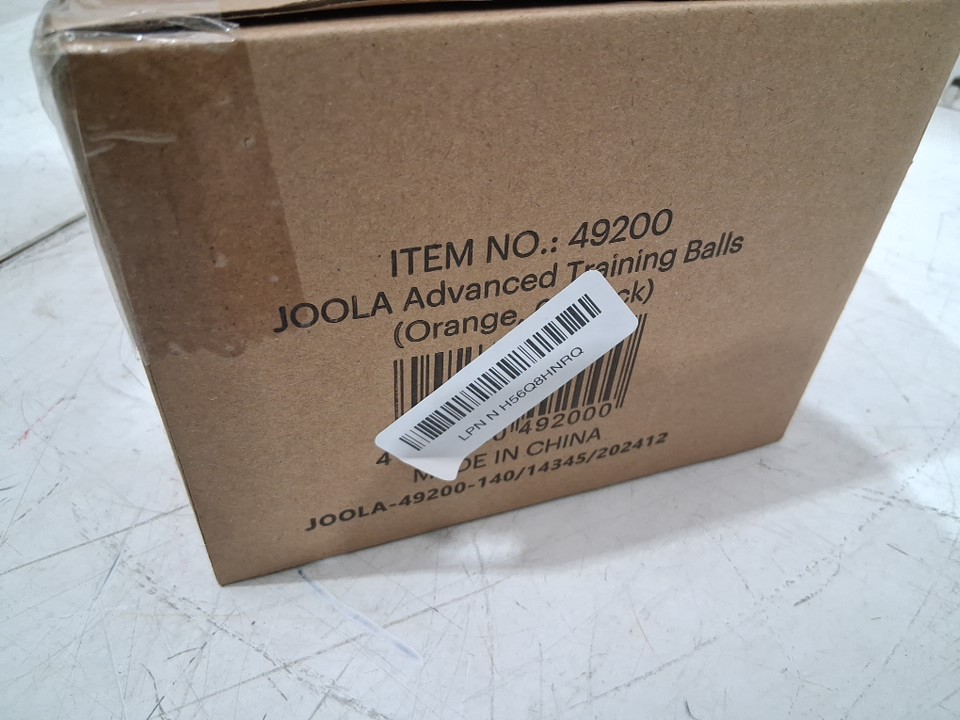 ITEM NO.: 49200
JOOLA Advanced Training Balls
(Orange,
LPN N H56Q8HNRQ
4 492000
MADE IN CHINA
JOOLA-49200-140/14345/202412